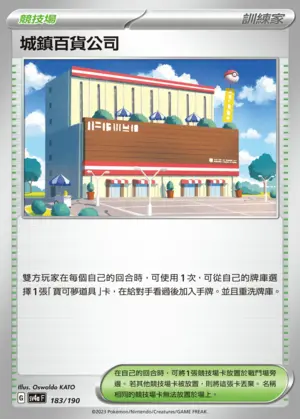 競技場
訓練家
城鎮百貨公司
雙方玩家在每個自己的回合時，可使用1次，可從自己的牌庫選
擇1張「寶可夢道具」卡，在給對手看過後加入手牌。並且重洗牌庫。
在自己的回合時，可將1張競技場卡放置於戰鬥場旁
邊。若其他競技場卡被放置，則將這張卡丟棄。名稱
相同的競技場卡無法放置於場上。
Illus. Oswaldo KATO
G sv4a F 183/190
©2023 Pokémon/Nintendo/Creatures/GAME FREAK.